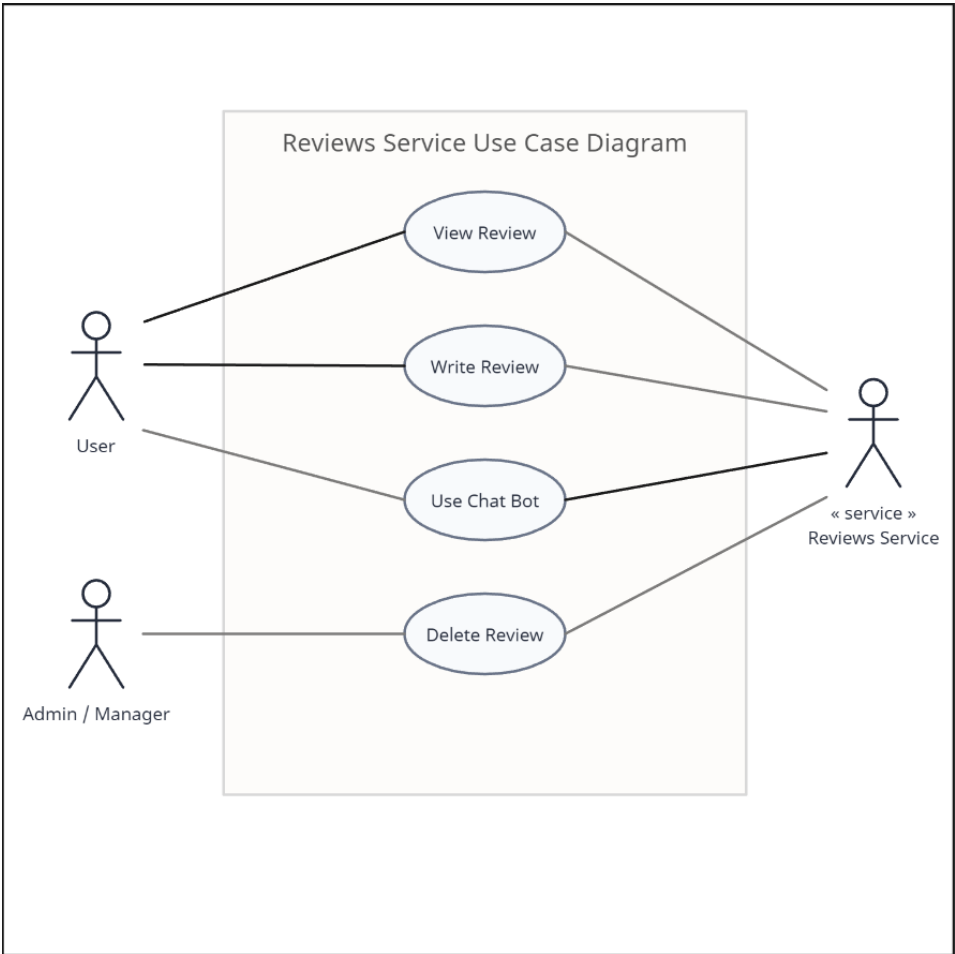 Reviews Service Use Case Diagram
View Review
Write Review
User
Use Chat Bot
« service »
Reviews Service
Delete Review
Admin / Manager